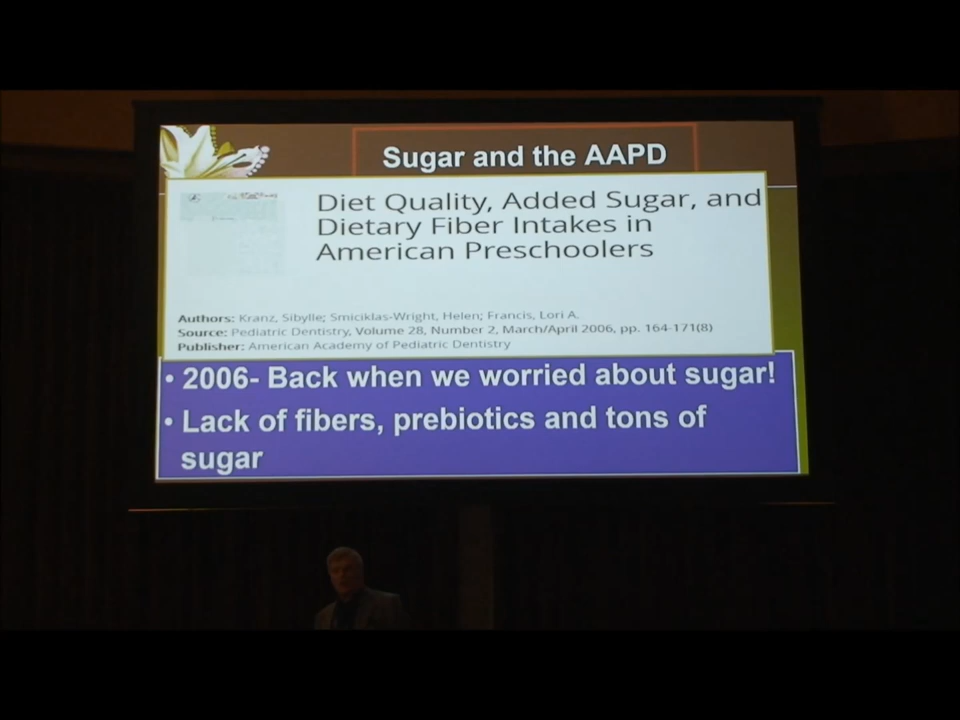 Sugar and the AAPD
Diet Quality, Added Sugar, and
Dietary Fiber Intakes in
American Preschoolers
Authors: Kranz, Sibylle; Smiciklas-Wright, Helen; Francis, Lori A.
Source: Pediatric Dentistry, Volume 28, Number 2, March/April 2006, pp. 164-171(8)
Publisher: American Academy of Pediatric Dentistry
• 2006- Back when we worried about sugar!
• Lack of fibers, prebiotics and tons of
sugar